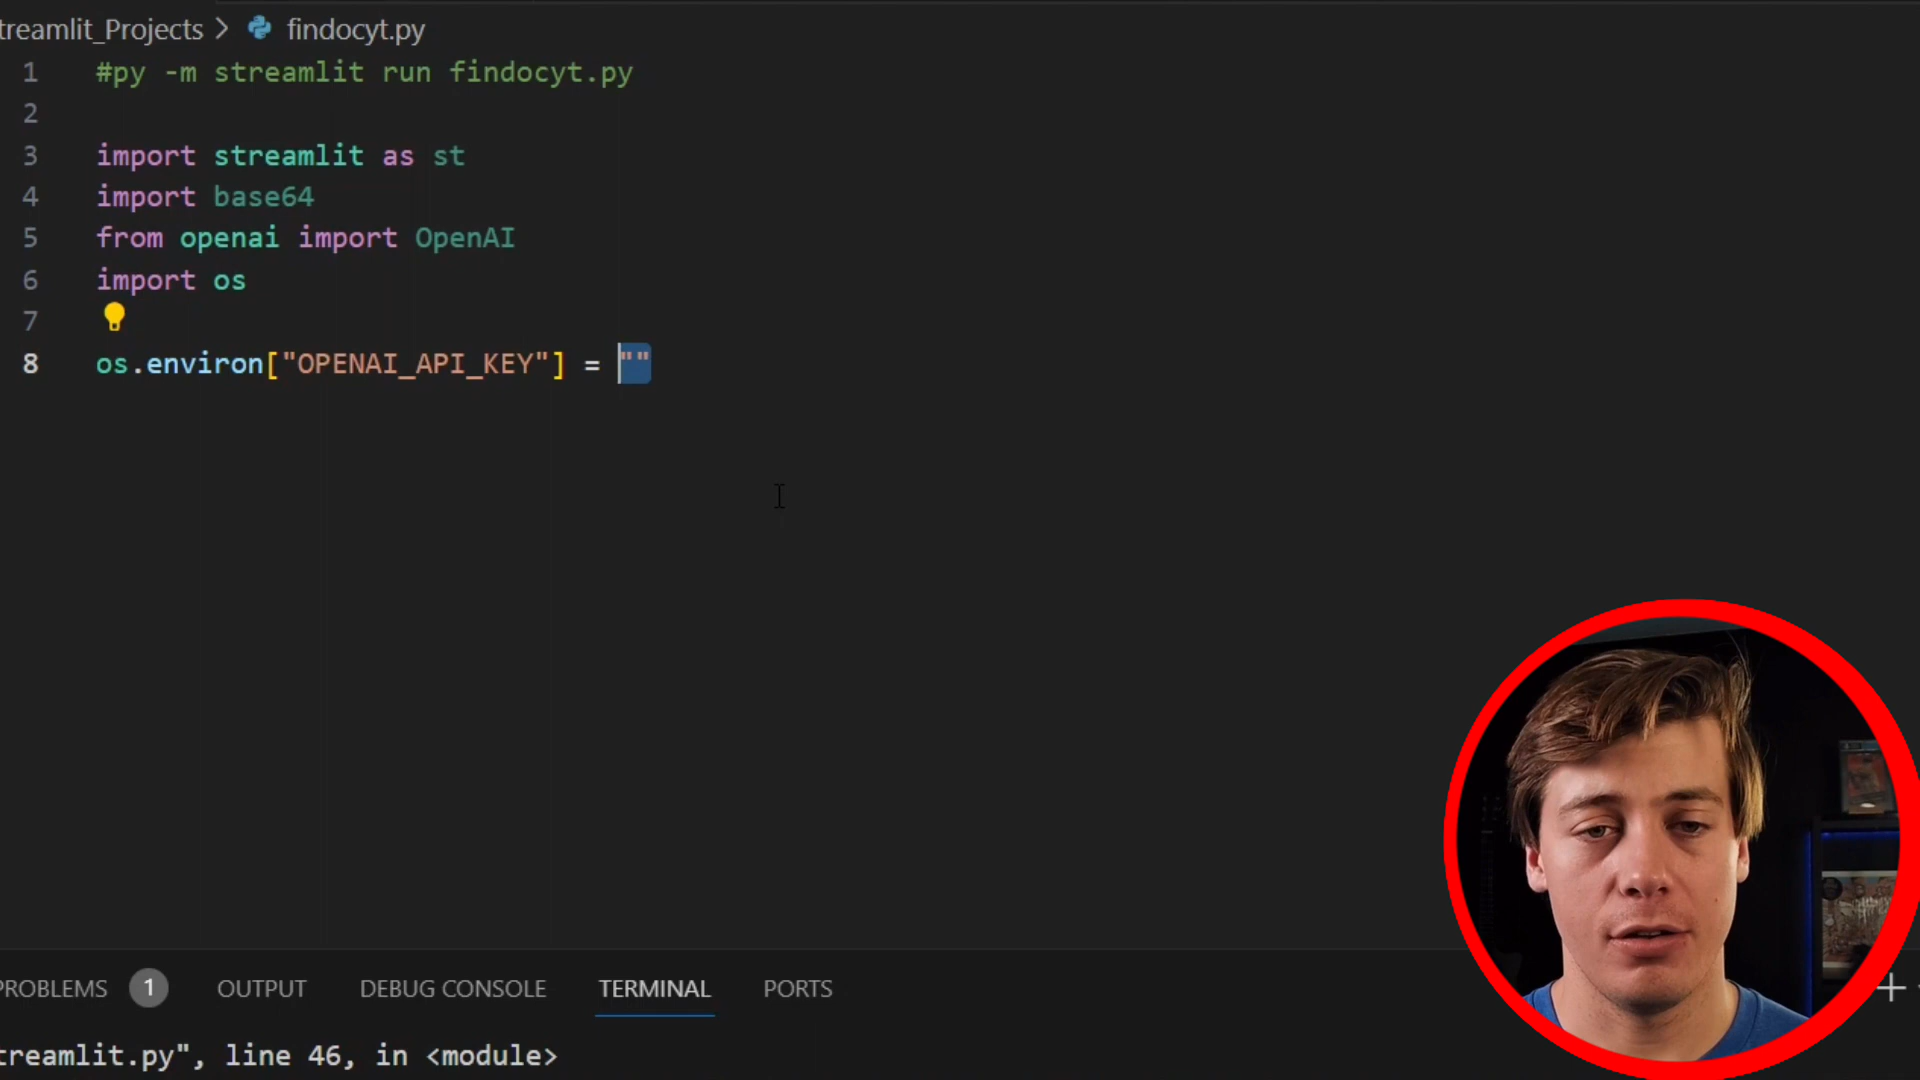 treamlit_Projects > findocyt.py
1 #py -m streamlit run findocyt.py
2
3 import streamlit as st
4 import base64
5 from openai import OpenAI
6 import os
7
8 os.environ["OPENAI_API_KEY"] = ""
PROBLEMS 1 OUTPUT DEBUG CONSOLE TERMINAL PORTS
treamlit.py", line 46, in <module>